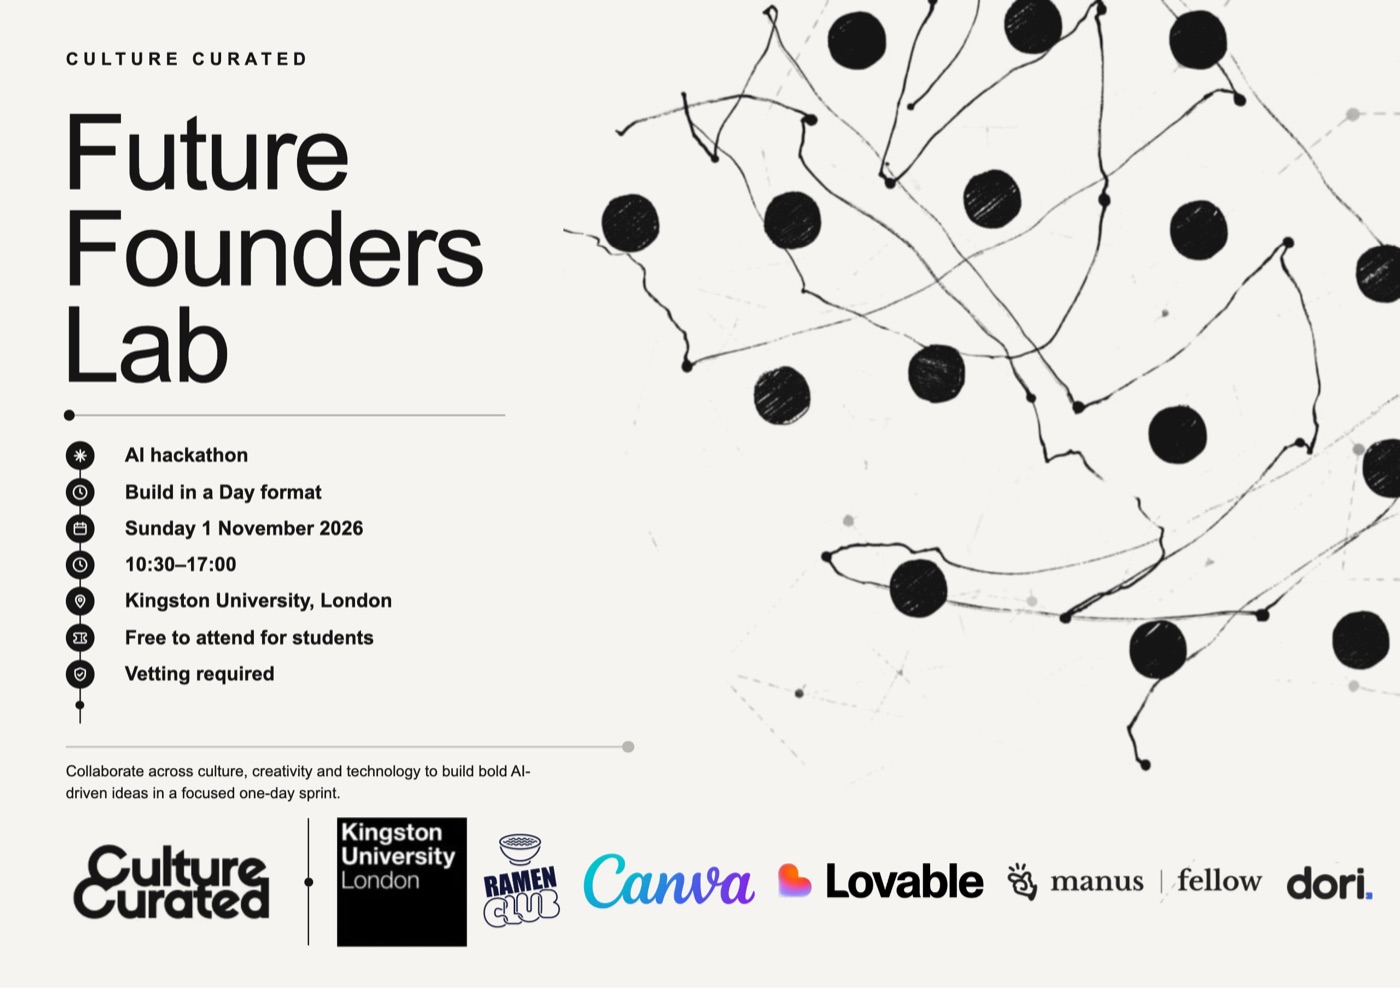 CULTURE CURATED
Future
Founders
Lab
AI hackathon
Build in a Day format
Sunday 1 November 2026
10:30–17:00
Kingston University, London
Free to attend for students
Vetting required
Collaborate across culture, creativity and technology to build bold AI-
driven ideas in a focused one-day sprint.
Culture
Curated
Kingston
University
London
RAMEN
CLUB
Canva
Lovable
manus | fellow
dori.